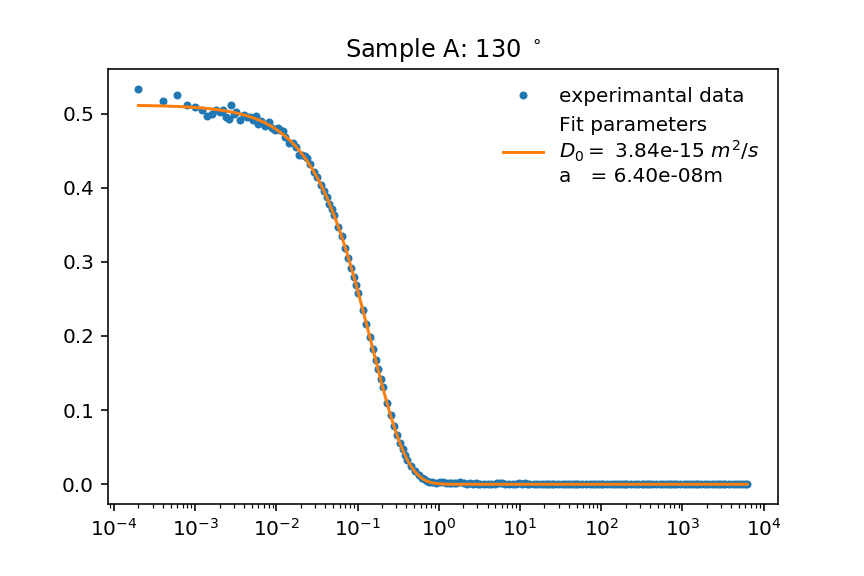 Sample A: 130 °
experimantal data
Fit parameters
D₀ = 3.84e-15 m²/s
a = 6.40e-08m
0.5
0.4
0.3
0.2
0.1
0.0
10⁻⁴ 10⁻³ 10⁻² 10⁻¹ 10⁰ 10¹ 10² 10³ 10⁴